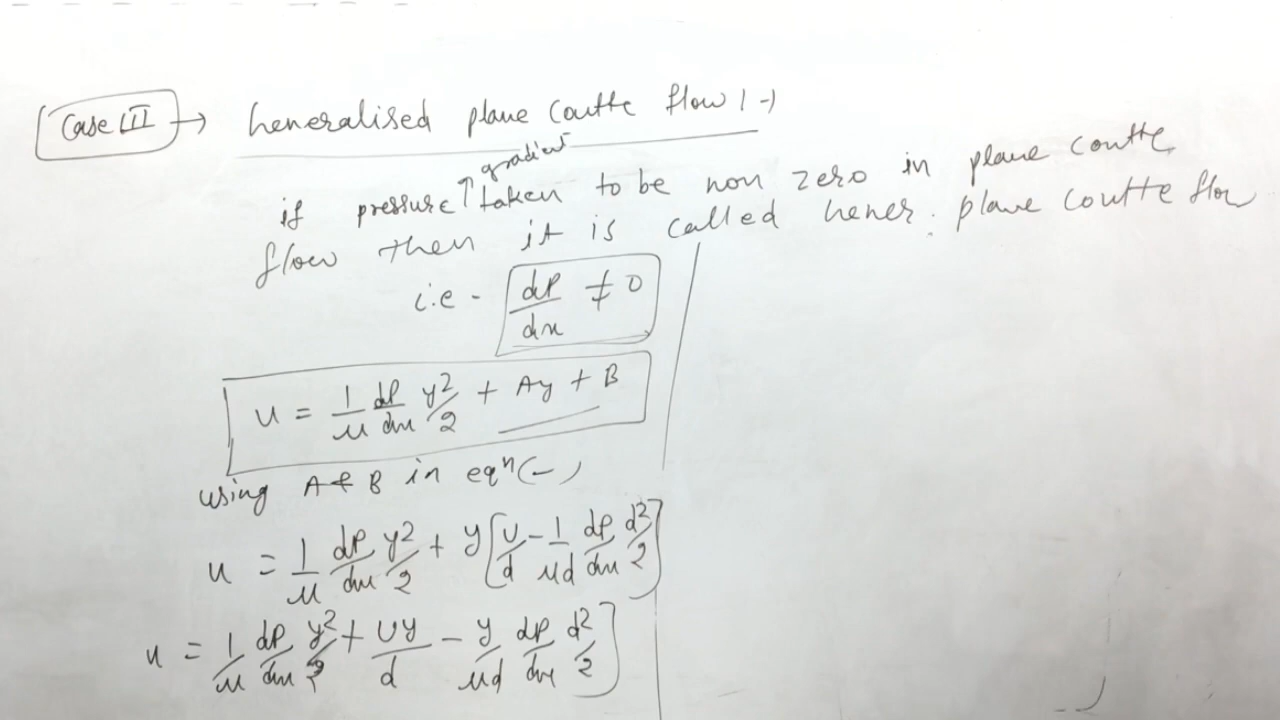 Case III → Generalised plane Coutte flow :-)
if pressure ↑ gradient taken to be non zero in plane coutte
flow then it is called Gener. plane Coutte flow
i.e - dP/dx ≠ 0
u = 1/μ dP/dx y²/2 + Ay + B
using A & B in eqⁿ (-)
u = 1/μ dP/dx y²/2 + y[U/d - 1/μd dP/dx d²/2]
u = 1/μ dP/dx y²/2 + Uy/d - y/μd dP/dx d²/2]